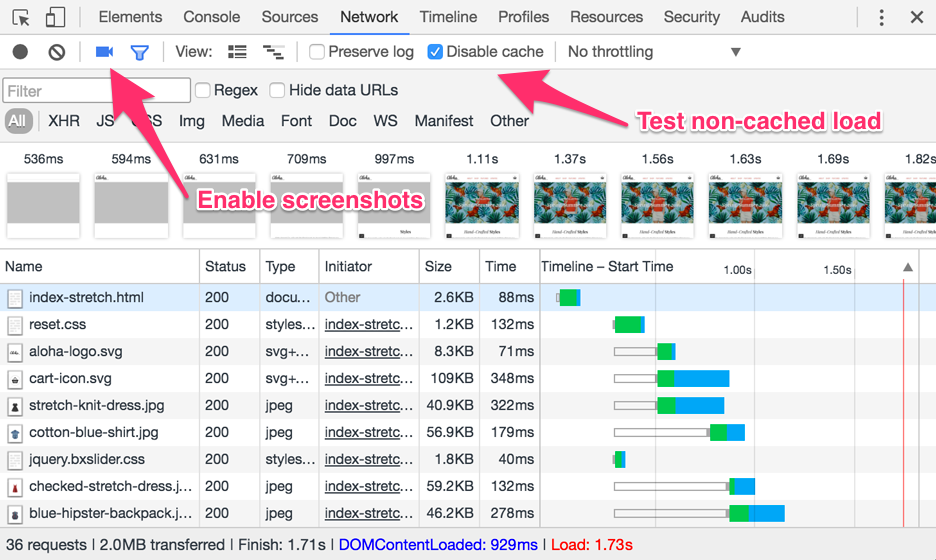 Elements Console Sources Network Timeline Profiles Resources Security Audits
View: Preserve log Disable cache No throttling
Filter Regex Hide data URLs
All XHR JS CSS Img Media Font Doc WS Manifest Other
Test non-cached load
536ms 594ms 631ms 709ms 997ms 1.11s 1.37s 1.56s 1.63s 1.69s 1.82s
Enable screenshots
Name Status Type Initiator Size Time Timeline – Start Time 1.00s 1.50s
index-stretch.html 200 docu… Other 2.6KB 88ms
reset.css 200 styles… index-stretc… 1.2KB 132ms
aloha-logo.svg 200 svg+… index-stretc… 8.3KB 71ms
cart-icon.svg 200 svg+… index-stretc… 109KB 348ms
stretch-knit-dress.jpg 200 jpeg index-stretc… 40.9KB 322ms
cotton-blue-shirt.jpg 200 jpeg index-stretc… 56.9KB 179ms
jquery.bxslider.css 200 styles… index-stretc… 1.8KB 40ms
checked-stretch-dress.j… 200 jpeg index-stretc… 59.2KB 132ms
blue-hipster-backpack.j… 200 jpeg index-stretc… 46.2KB 278ms
36 requests | 2.0MB transferred | Finish: 1.71s | DOMContentLoaded: 929ms | Load: 1.73s